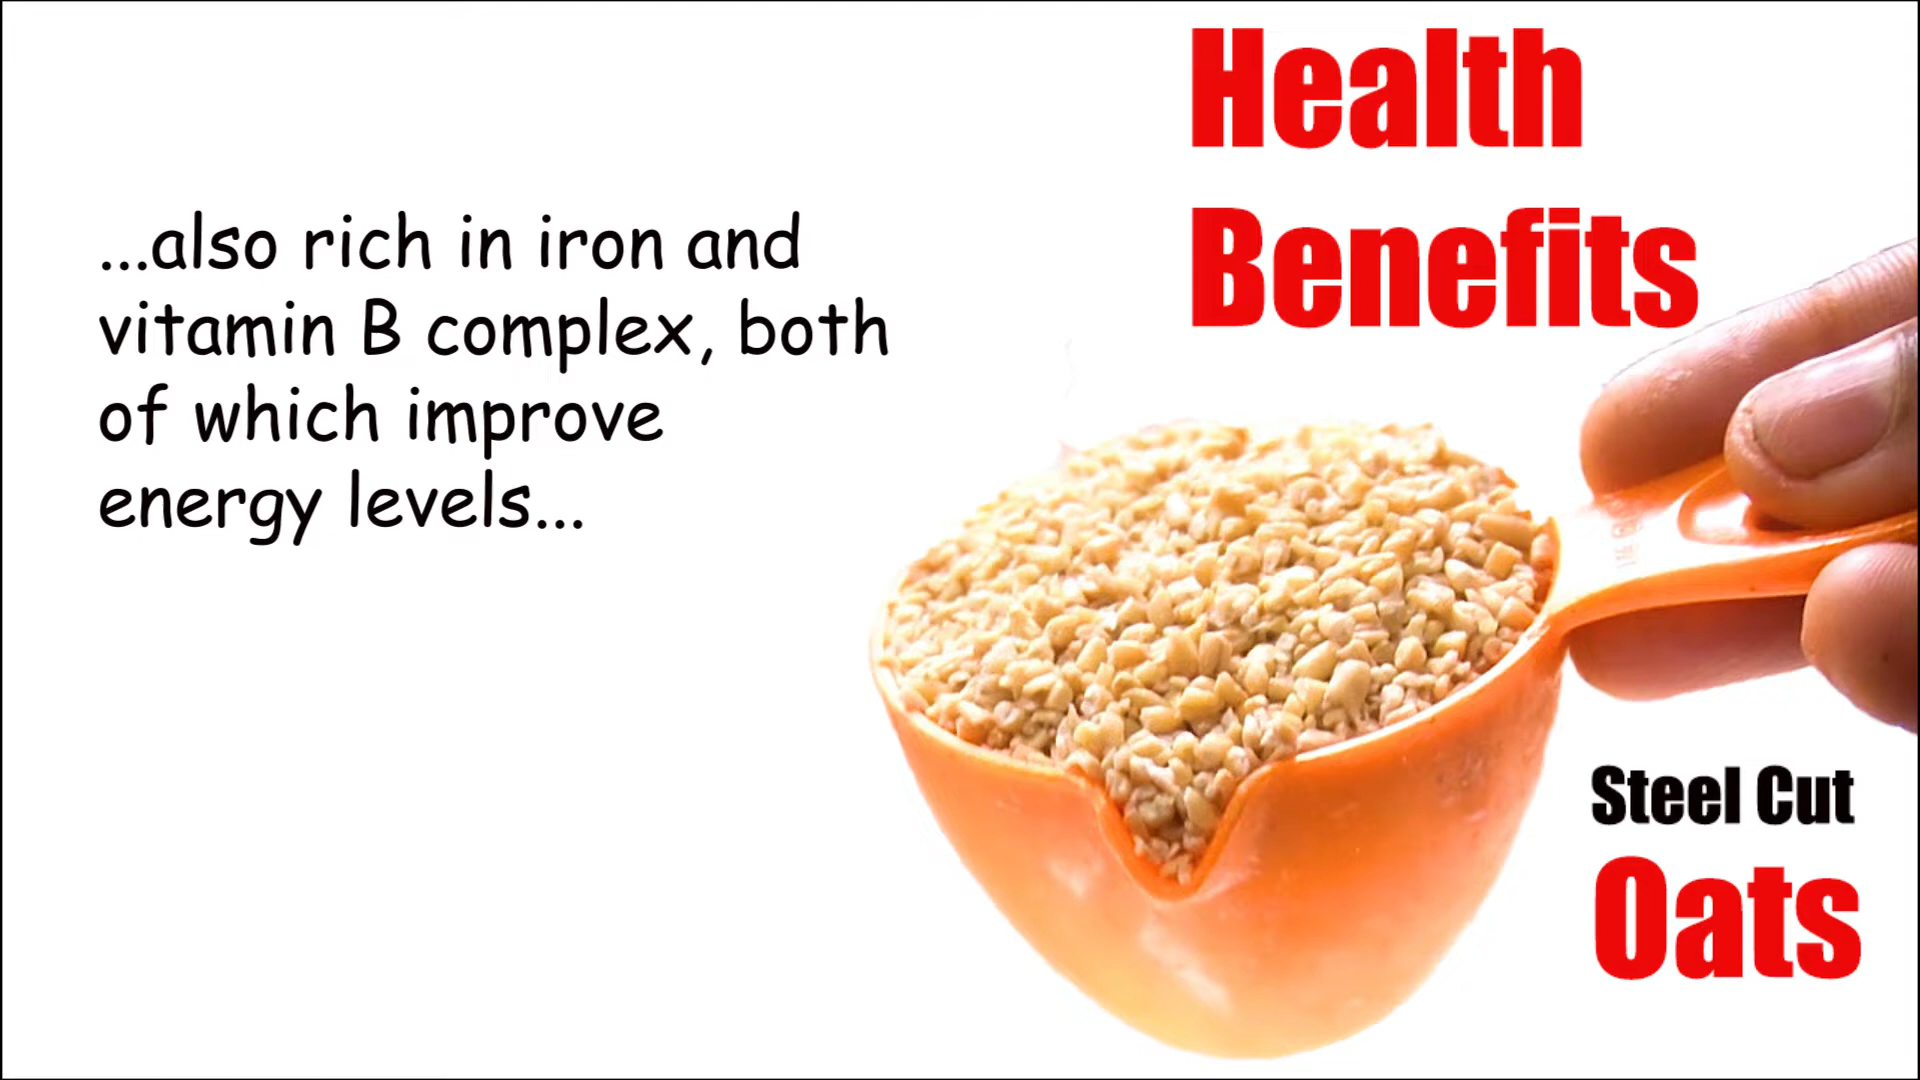 Health
Benefits
...also rich in iron and
vitamin B complex, both
of which improve
energy levels...
Steel Cut
Oats